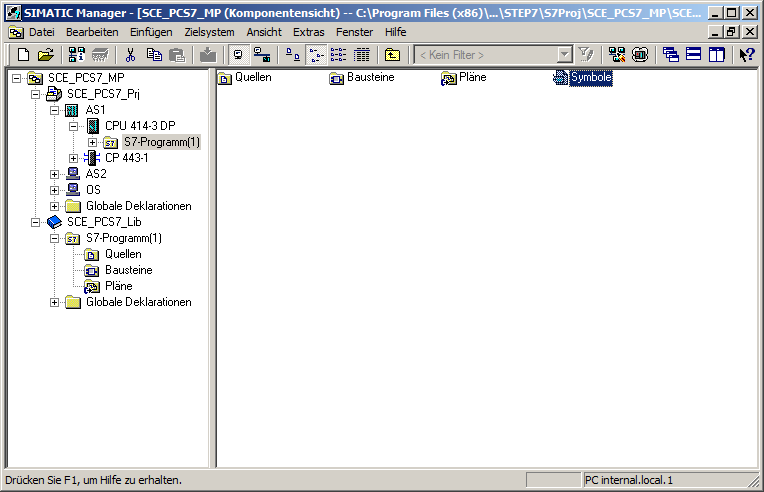 SIMATIC Manager - [SCE_PCS7_MP (Komponentensicht) -- C:\Program Files (x86)\...\STEP7\S7Proj\SCE_PCS7_MP\SCE_...
Datei Bearbeiten Einfügen Zielsystem Ansicht Extras Fenster Hilfe
< Kein Filter >
SCE_PCS7_MP
SCE_PCS7_Prj
AS1
CPU 414-3 DP
S7-Programm(1)
CP 443-1
AS2
OS
Globale Deklarationen
SCE_PCS7_Lib
S7-Programm(1)
Quellen
Bausteine
Pläne
Globale Deklarationen
Quellen Bausteine Pläne Symbole
Drücken Sie F1, um Hilfe zu erhalten. PC internal.local.1